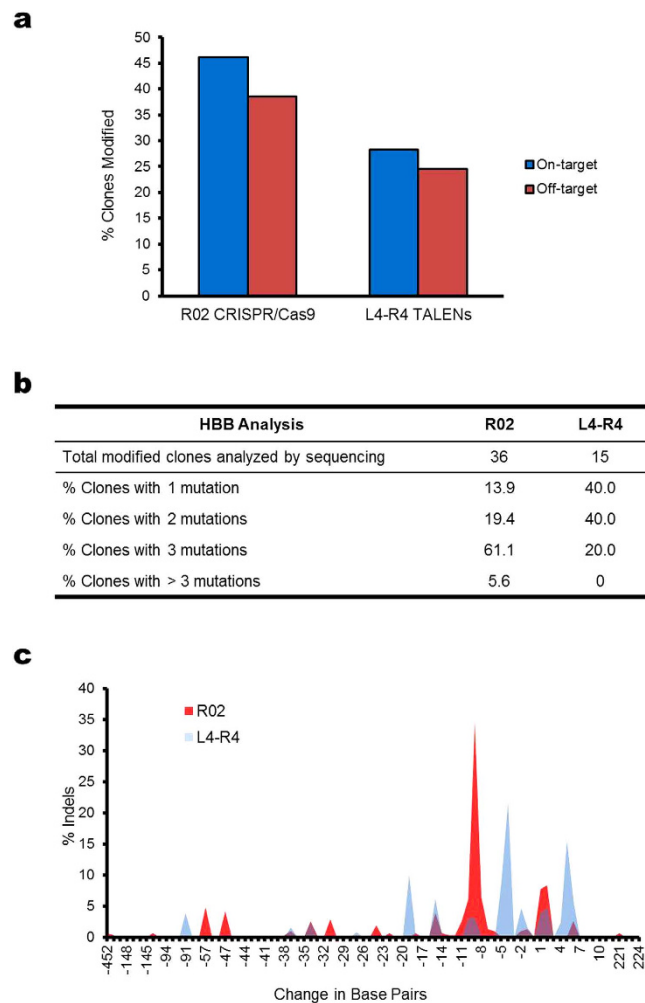 a
50
45
40
35
30
25
20
15
10
5
0
% Clones Modified
R02 CRISPR/Cas9
L4-R4 TALENs
On-target
Off-target
b
HBB Analysis R02 L4-R4
Total modified clones analyzed by sequencing 36 15
% Clones with 1 mutation 13.9 40.0
% Clones with 2 mutations 19.4 40.0
% Clones with 3 mutations 61.1 20.0
% Clones with > 3 mutations 5.6 0
c
40
35
30
25
20
15
10
5
0
% Indels
R02
L4-R4
-452 -148 -145 -94 -91 -57 -47 -44 -41 -38 -35 -32 -29 -26 -23 -20 -17 -14 -11 -8 -5 -2 1 4 7 10 221 224
Change in Base Pairs